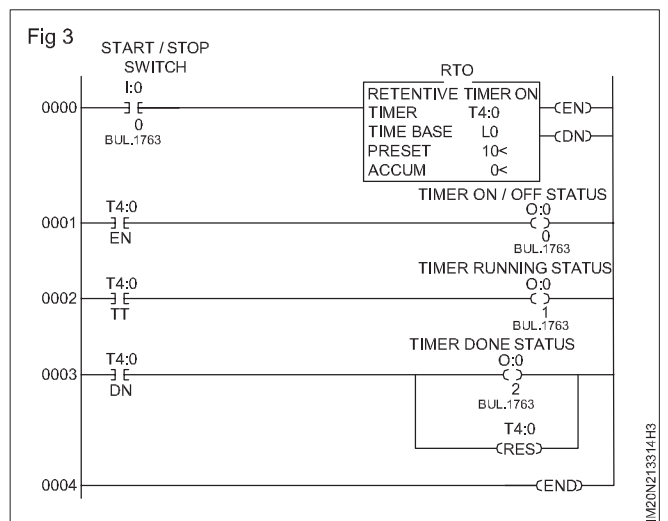 Fig 3
START / STOP
SWITCH
I:0
RTO
RETENTIVE TIMER ON
TIMER T4:0
TIME BASE L0
PRESET 10<
ACCUM 0<
EN
DN
0000
0
BUL.1763
TIMER ON / OFF STATUS
T4:0
O:0
0001
EN
0
BUL.1763
TIMER RUNNING STATUS
T4:0
O:0
0002
TT
1
BUL.1763
TIMER DONE STATUS
T4:0
O:0
0003
DN
2
BUL.1763
T4:0
RES
0004
END
IM20N213314H3